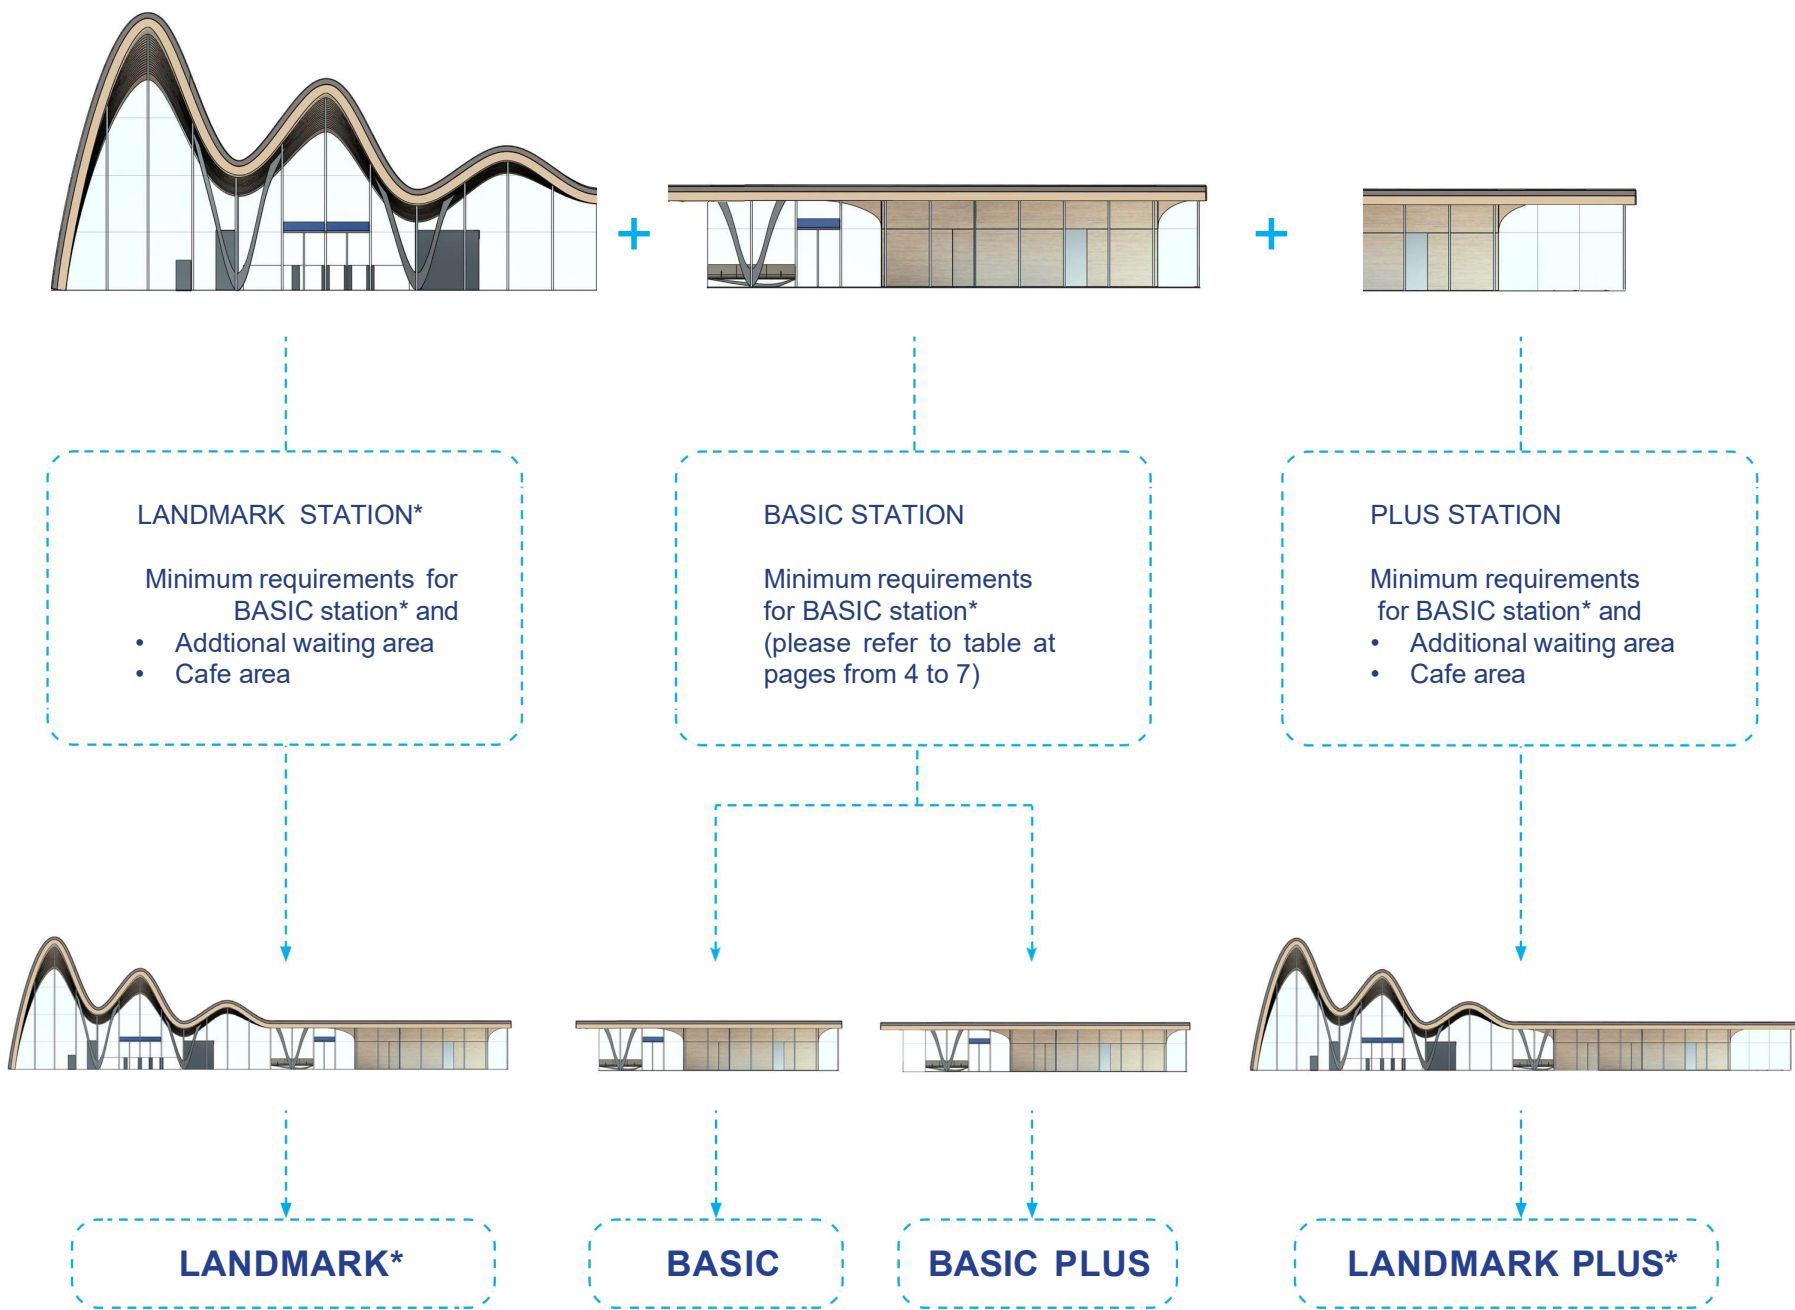 +
+
LANDMARK STATION*
Minimum requirements for
BASIC station* and
• Addtional waiting area
• Cafe area
BASIC STATION
Minimum requirements
for BASIC station*
(please refer to table at
pages from 4 to 7)
PLUS STATION
Minimum requirements
for BASIC station* and
• Additional waiting area
• Cafe area
LANDMARK*
BASIC
BASIC PLUS
LANDMARK PLUS*